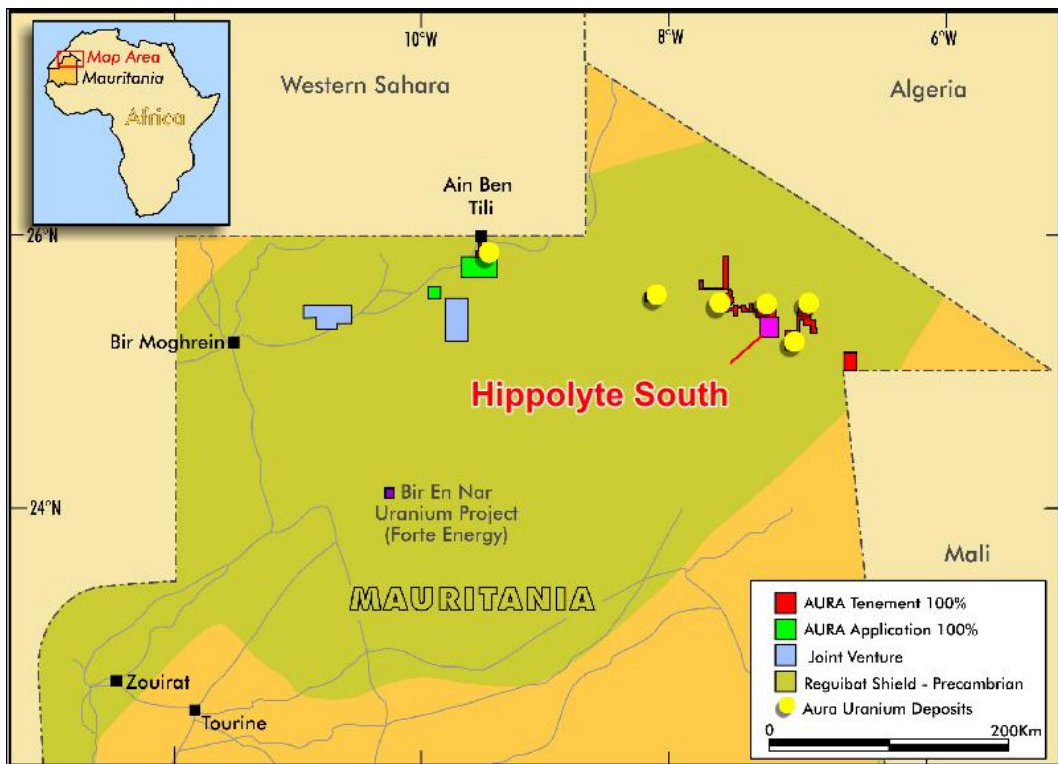 10°W
8°W
6°W
Map Area
Mauritania
Africa
Western Sahara
Algeria
Ain Ben
Tili
26°N
Bir Moghrein
Hippolyte South
24°N
Bir En Nar
Uranium Project
(Forte Energy)
Mali
MAURITANIA
Zouirat
Tourine
AURA Tenement 100%
AURA Application 100%
Joint Venture
Reguibat Shield - Precambrian
Aura Uranium Deposits
0
200Km